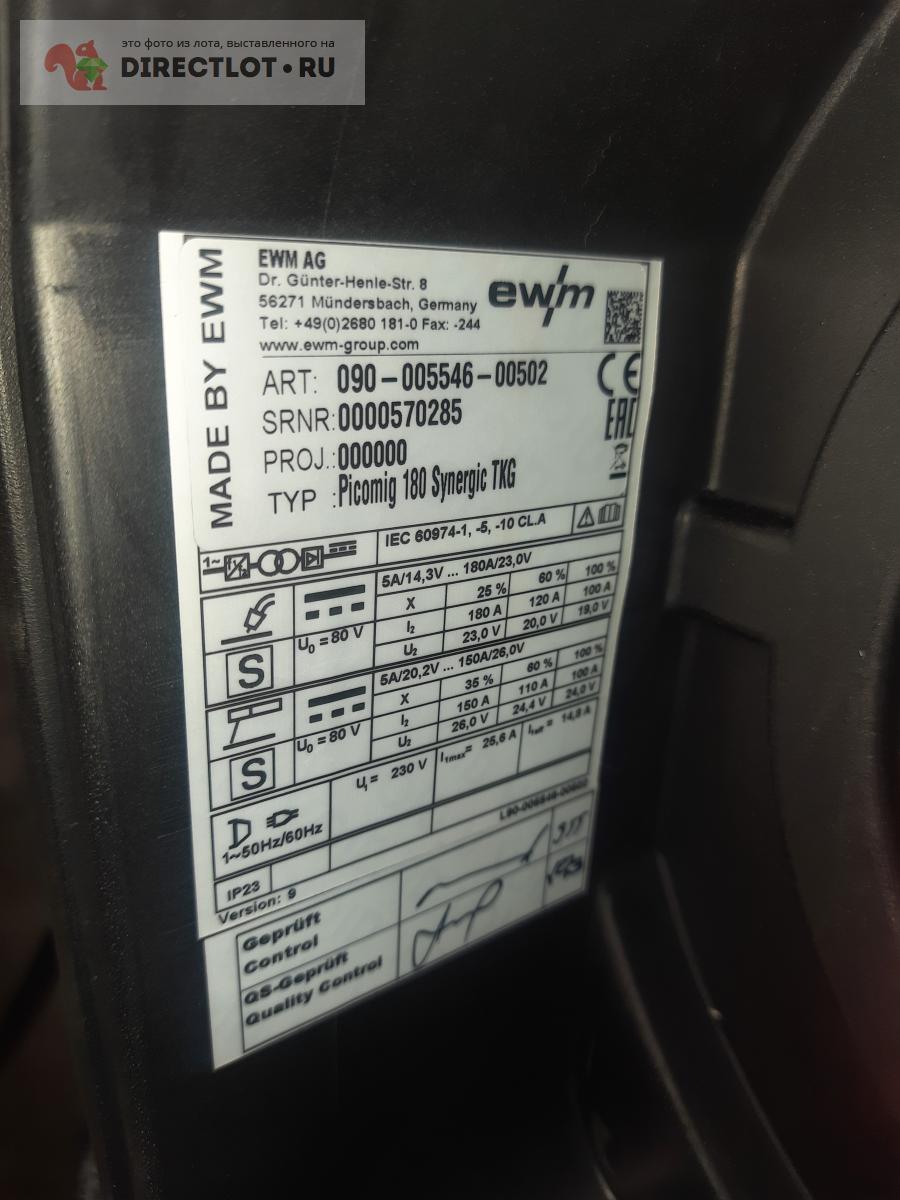 это фото из лота, выставленного на
DIRECTLOT•RU
MADE BY EWM
EWM AG
Dr. Günter-Henle-Str. 8
56271 Mündersbach, Germany
Tel: +49(0)2680 181-0 Fax: -244
www.ewm-group.com
ewm
CE
EAC
ART: 090-005546-00502
SRNR:0000570285
PROJ.:000000
TYP :Picomig 180 Synergic TKG
1~ f1 f2
IEC 60974-1, -5, -10 CL.A
5A/14,3V ... 180A/23,0V
X 25 % 60 % 100 %
I2 180 A 120 A 100 A
U2 23,0 V 20,0 V 19,0 V
U0 = 80 V
S
5A/20,2V ... 150A/26,0V
X 35 % 60 % 100 %
I2 150 A 110 A 100 A
U2 26,0 V 24,4 V 24,0 V
U0 = 80 V
S
U1 = 230 V I1max= 25,6 A I1eff = 14,8 A
1~50Hz/60Hz
IP23
Version: 9
Geprüft
Control
QS-Geprüft
Quality Control